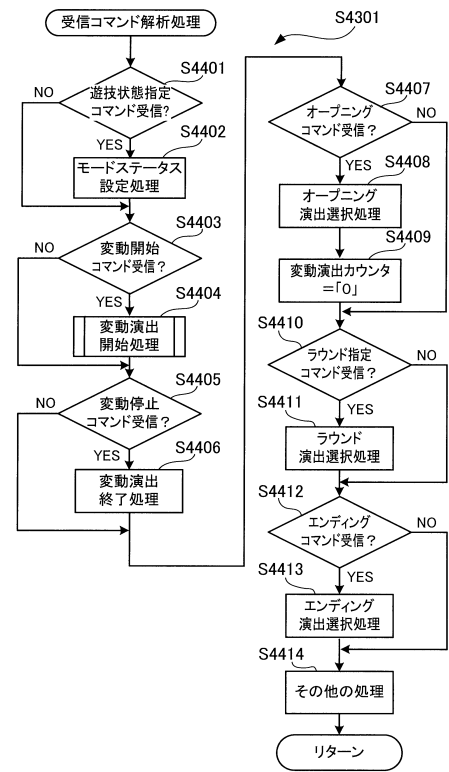 受信コマンド解析処理
S4301
S4401
NO
遊技状態指定
コマンド受信?
YES
S4402
モードステータス
設定処理
S4403
NO
変動開始
コマンド受信?
YES
S4404
変動演出
開始処理
S4405
NO
変動停止
コマンド受信?
YES
S4406
変動演出
終了処理
S4407
NO
オープニング
コマンド受信?
YES
S4408
オープニング
演出選択処理
S4409
変動演出カウンタ
=「0」
S4410
NO
ラウンド指定
コマンド受信?
YES
S4411
ラウンド
演出選択処理
S4412
NO
エンディング
コマンド受信?
YES
S4413
エンディング
演出選択処理
S4414
その他の処理
リターン